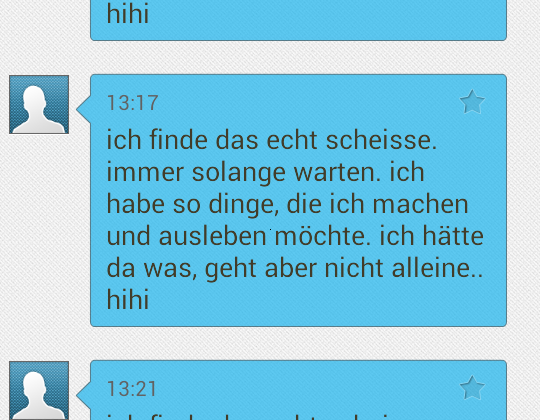 hihi
13:17
ich finde das echt scheisse.
immer solange warten. ich
habe so dinge, die ich machen
und ausleben möchte. ich hätte
da was, geht aber nicht alleine..
hihi
13:21